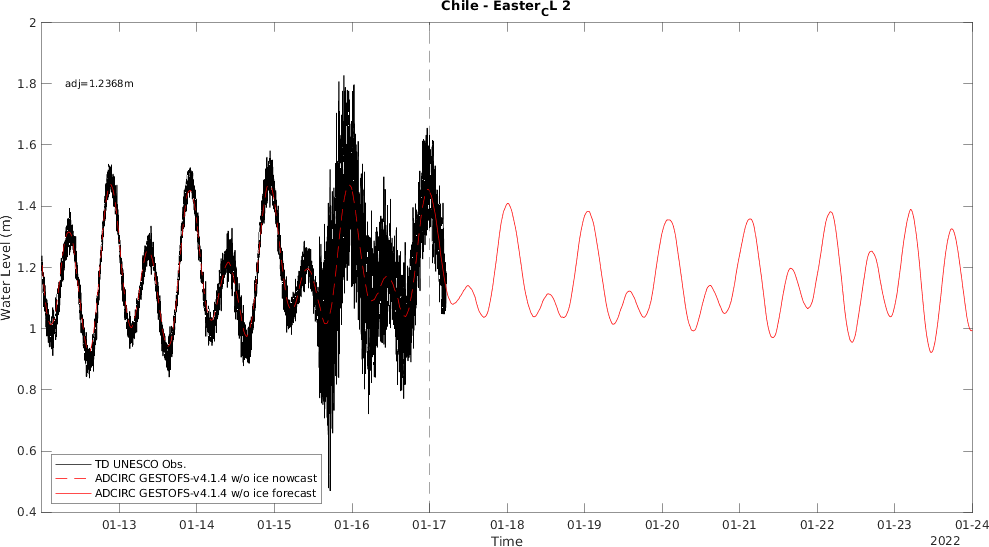 Chile - Easter_CL 2
2
1.8
1.6
1.4
1.2
1
0.8
0.6
0.4
Water Level (m)
adj=1.2368m
TD UNESCO Obs.
ADCIRC GESTOFS-v4.1.4 w/o ice nowcast
ADCIRC GESTOFS-v4.1.4 w/o ice forecast
01-13 01-14 01-15 01-16 01-17 01-18 01-19 01-20 01-21 01-22 01-23 01-24
Time
2022